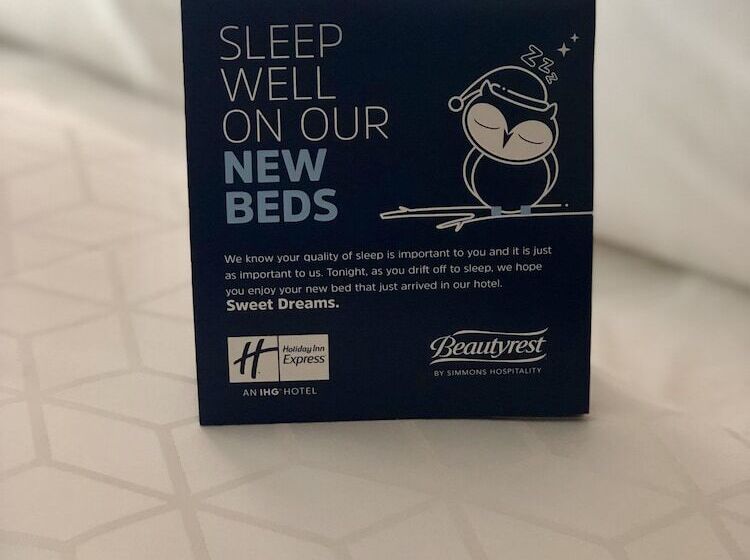 SLEEP
WELL
ON OUR
NEW
BEDS
ZZZ
We know your quality of sleep is important to you and it is just
as important to us. Tonight, as you drift off to sleep, we hope
you enjoy your new bed that just arrived in our hotel.
Sweet Dreams.
H
Holiday Inn
Express
AN IHG® HOTEL
Beautyrest
BY SIMMONS HOSPITALITY